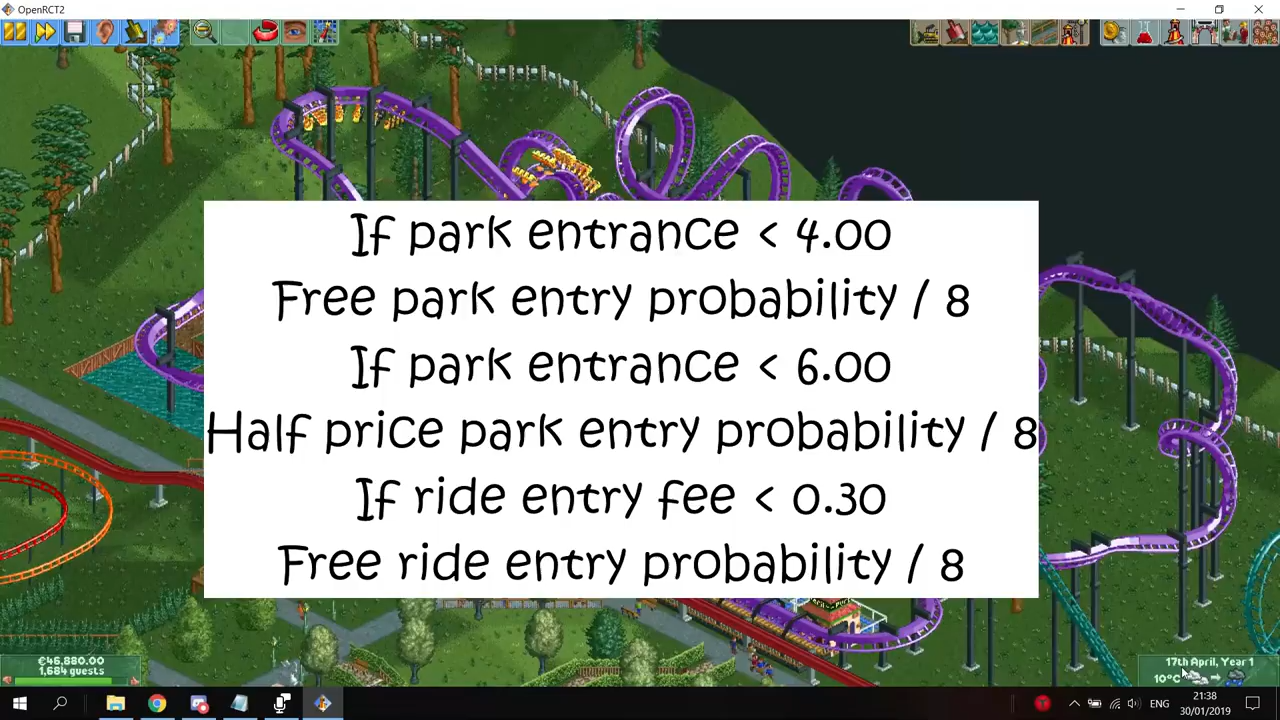 OpenRCT2
If park entrance < 4.00
Free park entry probability / 8
If park entrance < 6.00
Half price park entry probability / 8
If ride entry fee < 0.30
Free ride entry probability / 8
€46,880.00
1,684 guests
17th April, Year 1
10°C
ENG
21:38
30/01/2019